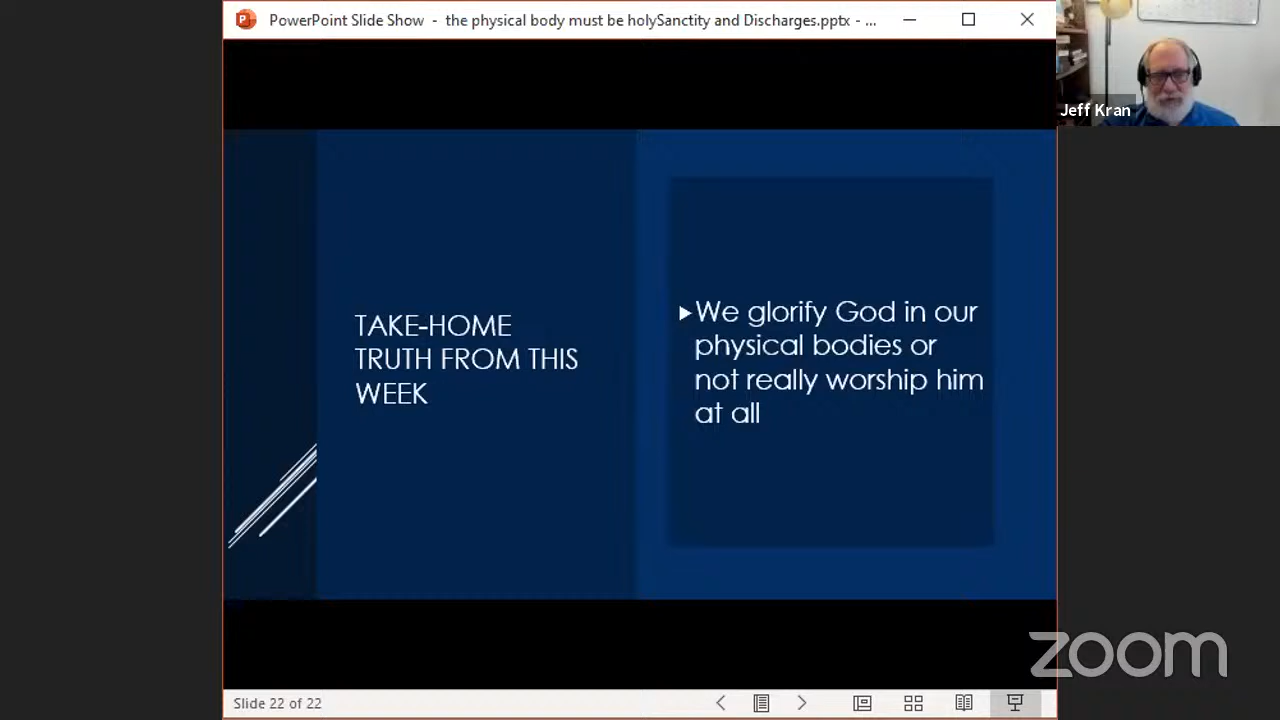 PowerPoint Slide Show - the physical body must be holySanctity and Discharges.pptx - ...
Jeff Kran
TAKE-HOME
TRUTH FROM THIS
WEEK
We glorify God in our
physical bodies or
not really worship him
at all
zoom
Slide 22 of 22